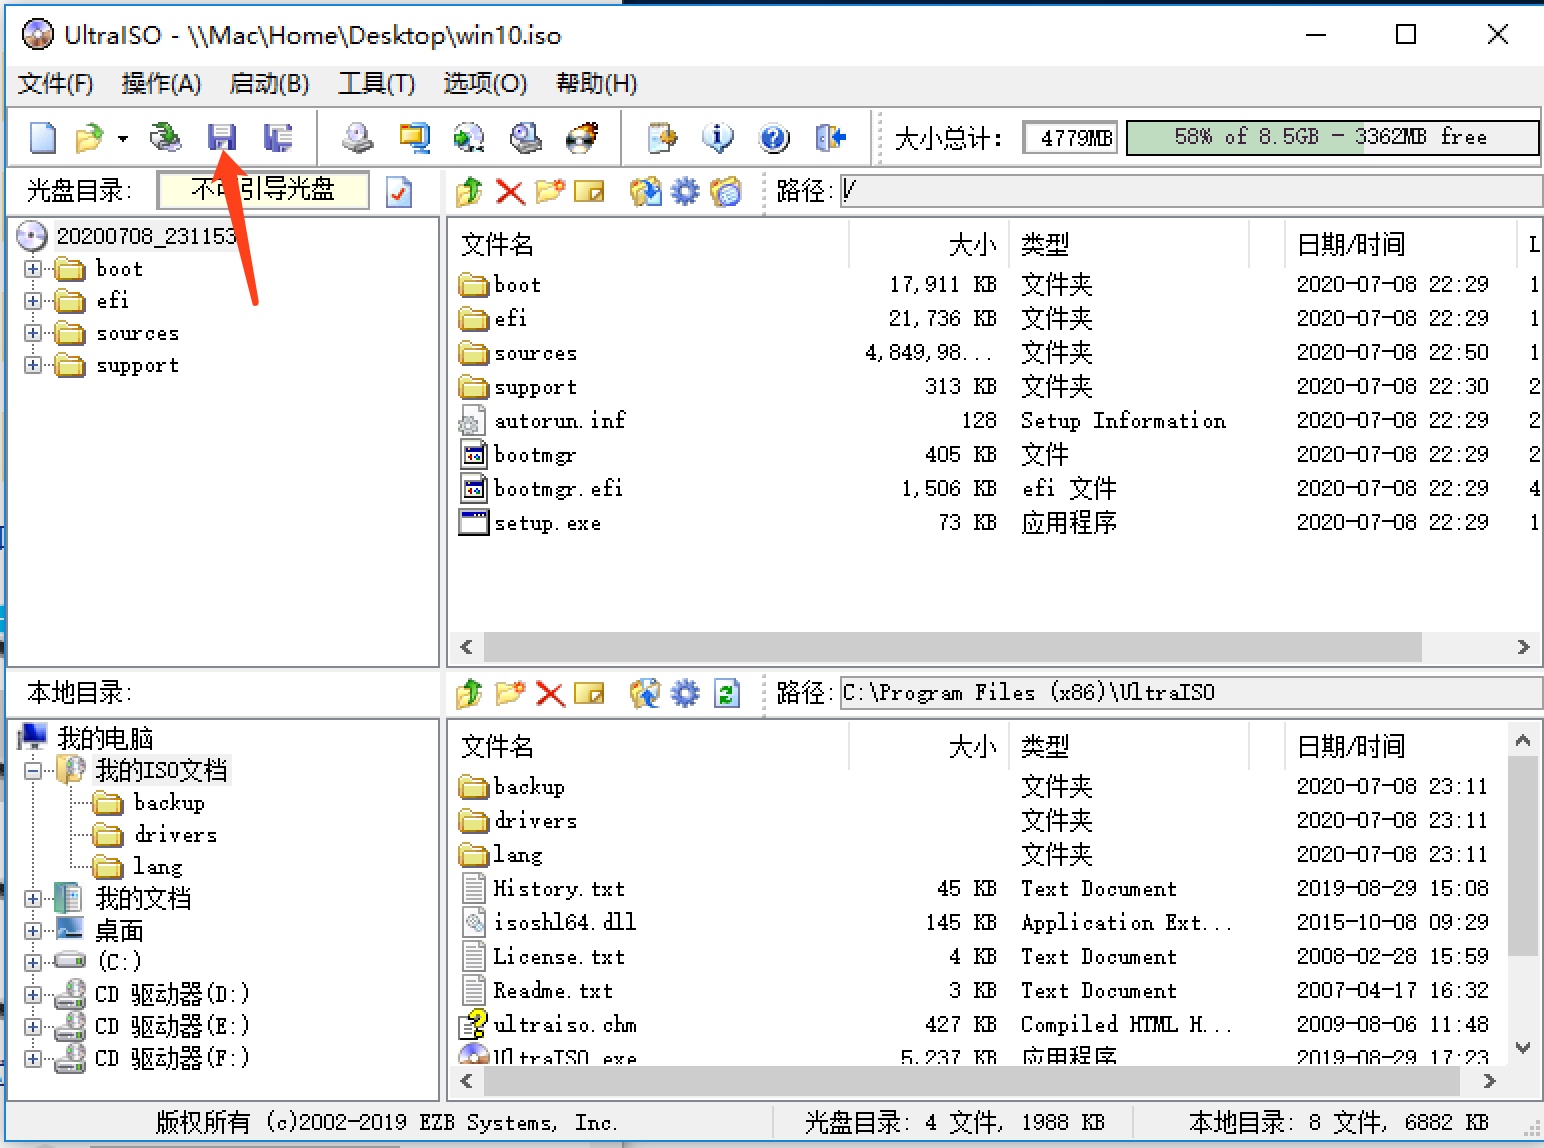 UltraISO - \\Mac\Home\Desktop\win10.iso
文件(F) 操作(A) 启动(B) 工具(T) 选项(O) 帮助(H)
大小总计: 4779MB 58% of 8.5GB - 3362MB free
光盘目录: 不可引导光盘 路径: /
20200708_231153
boot
efi
sources
support
文件名 大小 类型 日期/时间 L
boot 17,911 KB 文件夹 2020-07-08 22:29 1
efi 21,736 KB 文件夹 2020-07-08 22:29 1
sources 4,849,98... 文件夹 2020-07-08 22:50 1
support 313 KB 文件夹 2020-07-08 22:30 2
autorun.inf 128 Setup Information 2020-07-08 22:29 2
bootmgr 405 KB 文件 2020-07-08 22:29 2
bootmgr.efi 1,506 KB efi 文件 2020-07-08 22:29 4
setup.exe 73 KB 应用程序 2020-07-08 22:29 1
本地目录: 路径: C:\Program Files (x86)\UltraISO
我的电脑
我的ISO文档
backup
drivers
lang
我的文档
桌面
(C:)
CD 驱动器(D:)
CD 驱动器(E:)
CD 驱动器(F:)
文件名 大小 类型 日期/时间
backup 文件夹 2020-07-08 23:11
drivers 文件夹 2020-07-08 23:11
lang 文件夹 2020-07-08 23:11
History.txt 45 KB Text Document 2019-08-29 15:08
isoshl64.dll 145 KB Application Ext... 2015-10-08 09:29
License.txt 4 KB Text Document 2008-02-28 15:59
Readme.txt 3 KB Text Document 2007-04-17 16:32
ultraiso.chm 427 KB Compiled HTML H... 2009-08-06 11:48
UltraISO.exe 5,237 KB 应用程序 2019-08-29 17:23
版权所有 (c)2002-2019 EZB Systems, Inc. 光盘目录: 4 文件, 1988 KB 本地目录: 8 文件, 6882 KB